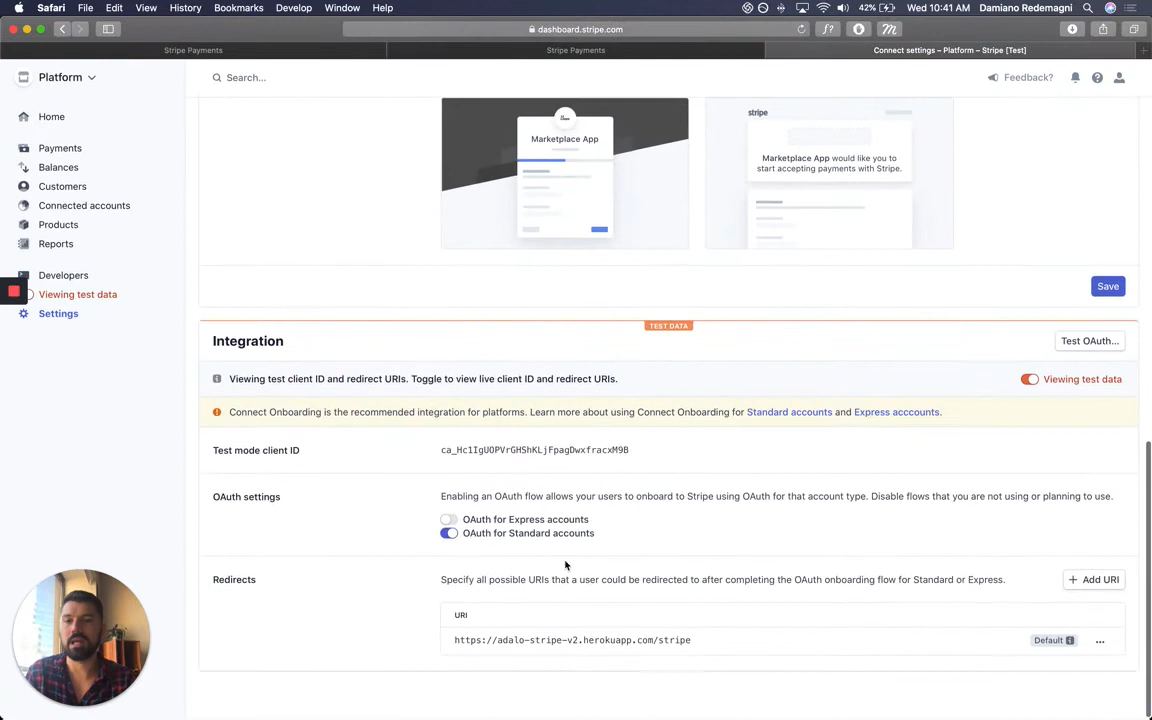 Safari File Edit View History Bookmarks Develop Window Help 42% Wed 10:41 AM Damiano Redemagni
dashboard.stripe.com
Stripe Payments Stripe Payments Connect settings – Platform – Stripe [Test]
Platform Search... Feedback?
Home
Payments
Balances
Customers
Connected accounts
Products
Reports
Developers
Viewing test data
Settings
Marketplace App
stripe
Marketplace App would like you to
start accepting payments with Stripe.
Save
TEST DATA
Integration Test OAuth...
Viewing test client ID and redirect URIs. Toggle to view live client ID and redirect URIs. Viewing test data
Connect Onboarding is the recommended integration for platforms. Learn more about using Connect Onboarding for Standard accounts and Express acccounts.
Test mode client ID ca_Hc1IgUOPVrGHShKLjFpagDwxfracxM9B
OAuth settings Enabling an OAuth flow allows your users to onboard to Stripe using OAuth for that account type. Disable flows that you are not using or planning to use.
OAuth for Express accounts
OAuth for Standard accounts
Redirects Specify all possible URIs that a user could be redirected to after completing the OAuth onboarding flow for Standard or Express. + Add URI
URI
https://adalo-stripe-v2.herokuapp.com/stripe Default ...